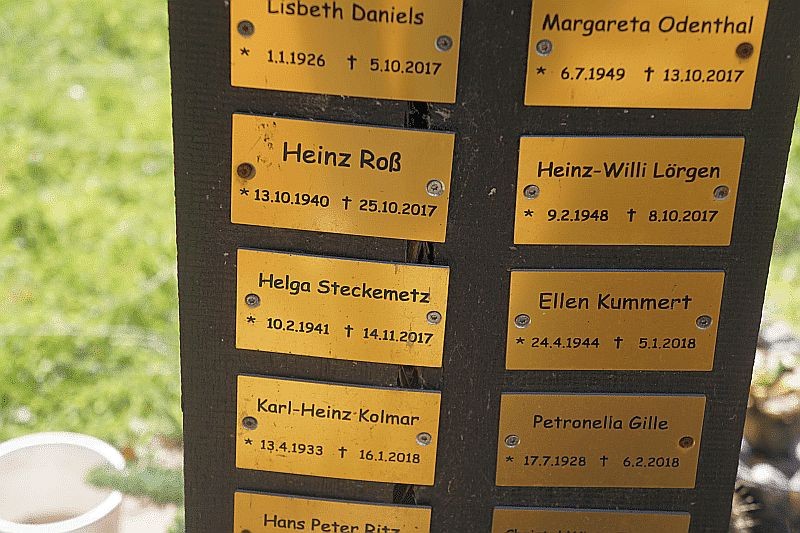 Lisbeth Daniels
* 1.1.1926 † 5.10.2017
Margareta Odenthal
* 6.7.1949 † 13.10.2017
Heinz Roß
* 13.10.1940 † 25.10.2017
Heinz-Willi Lörgen
* 9.2.1948 † 8.10.2017
Helga Steckemetz
* 10.2.1941 † 14.11.2017
Ellen Kummert
* 24.4.1944 † 5.1.2018
Karl-Heinz Kolmar
* 13.4.1933 † 16.1.2018
Petronella Gille
* 17.7.1928 † 6.2.2018
Hans Peter Ritz